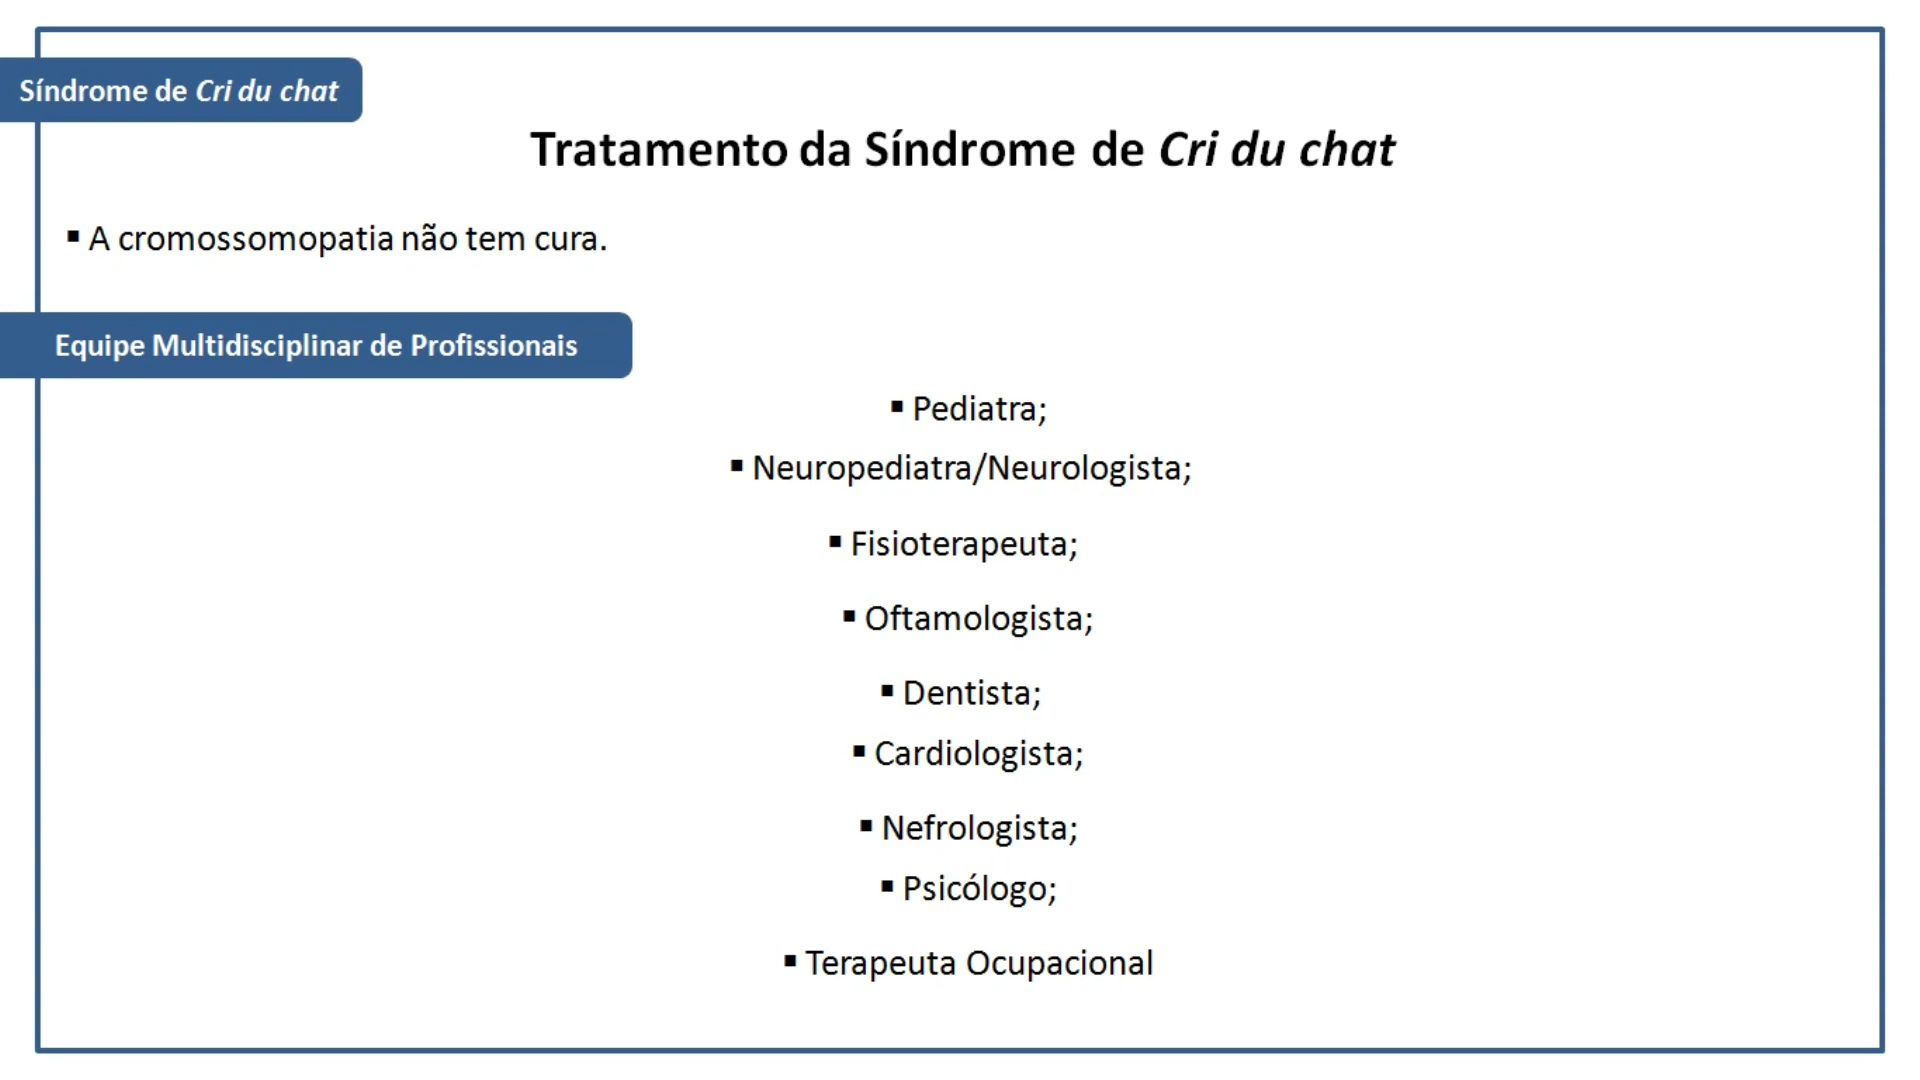 Síndrome de Cri du chat
Tratamento da Síndrome de Cri du chat
▪ A cromossomopatia não tem cura.
Equipe Multidisciplinar de Profissionais
▪ Pediatra;
▪ Neuropediatra/Neurologista;
▪ Fisioterapeuta;
▪ Oftamologista;
▪ Dentista;
▪ Cardiologista;
▪ Nefrologista;
▪ Psicólogo;
▪ Terapeuta Ocupacional